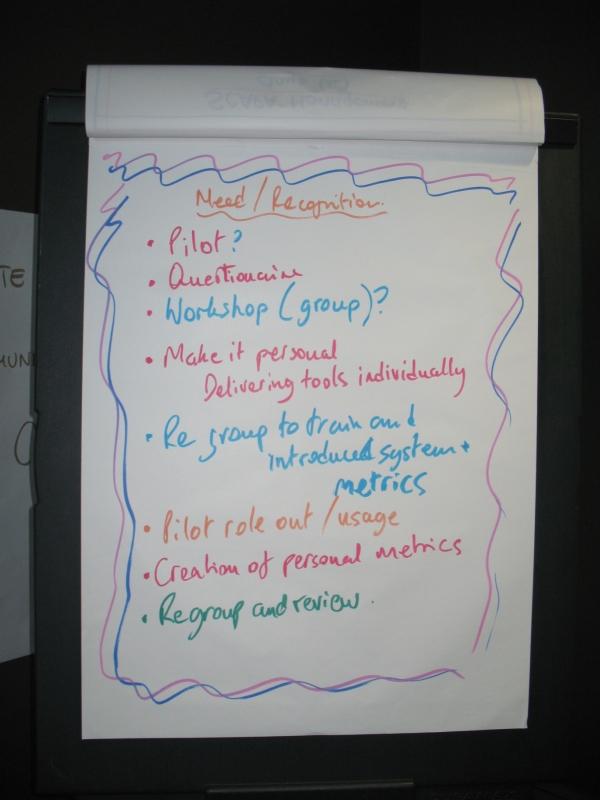 Need / Recognition
• Pilot?
• Questionaire
• Workshop (group)?
• Make it personal
Delivering tools individually
• Re group to train and
introduced system +
metrics
• Pilot role out / usage
• Creation of personal metrics
• Regroup and review.
TE
MUNI